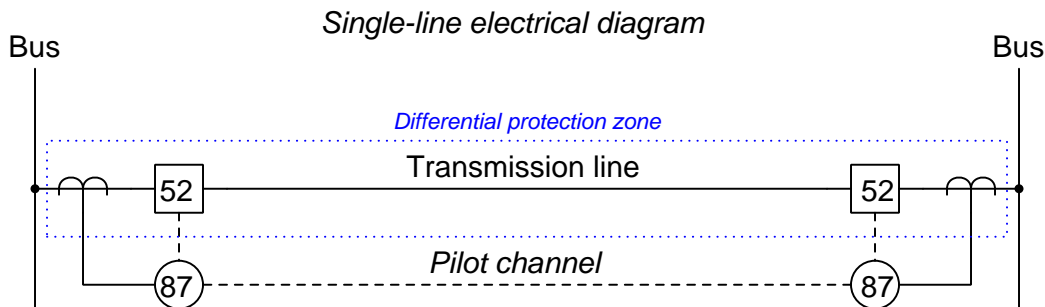 Single-line electrical diagram
Bus
Bus
Differential protection zone
Transmission line
52
52
Pilot channel
87
87